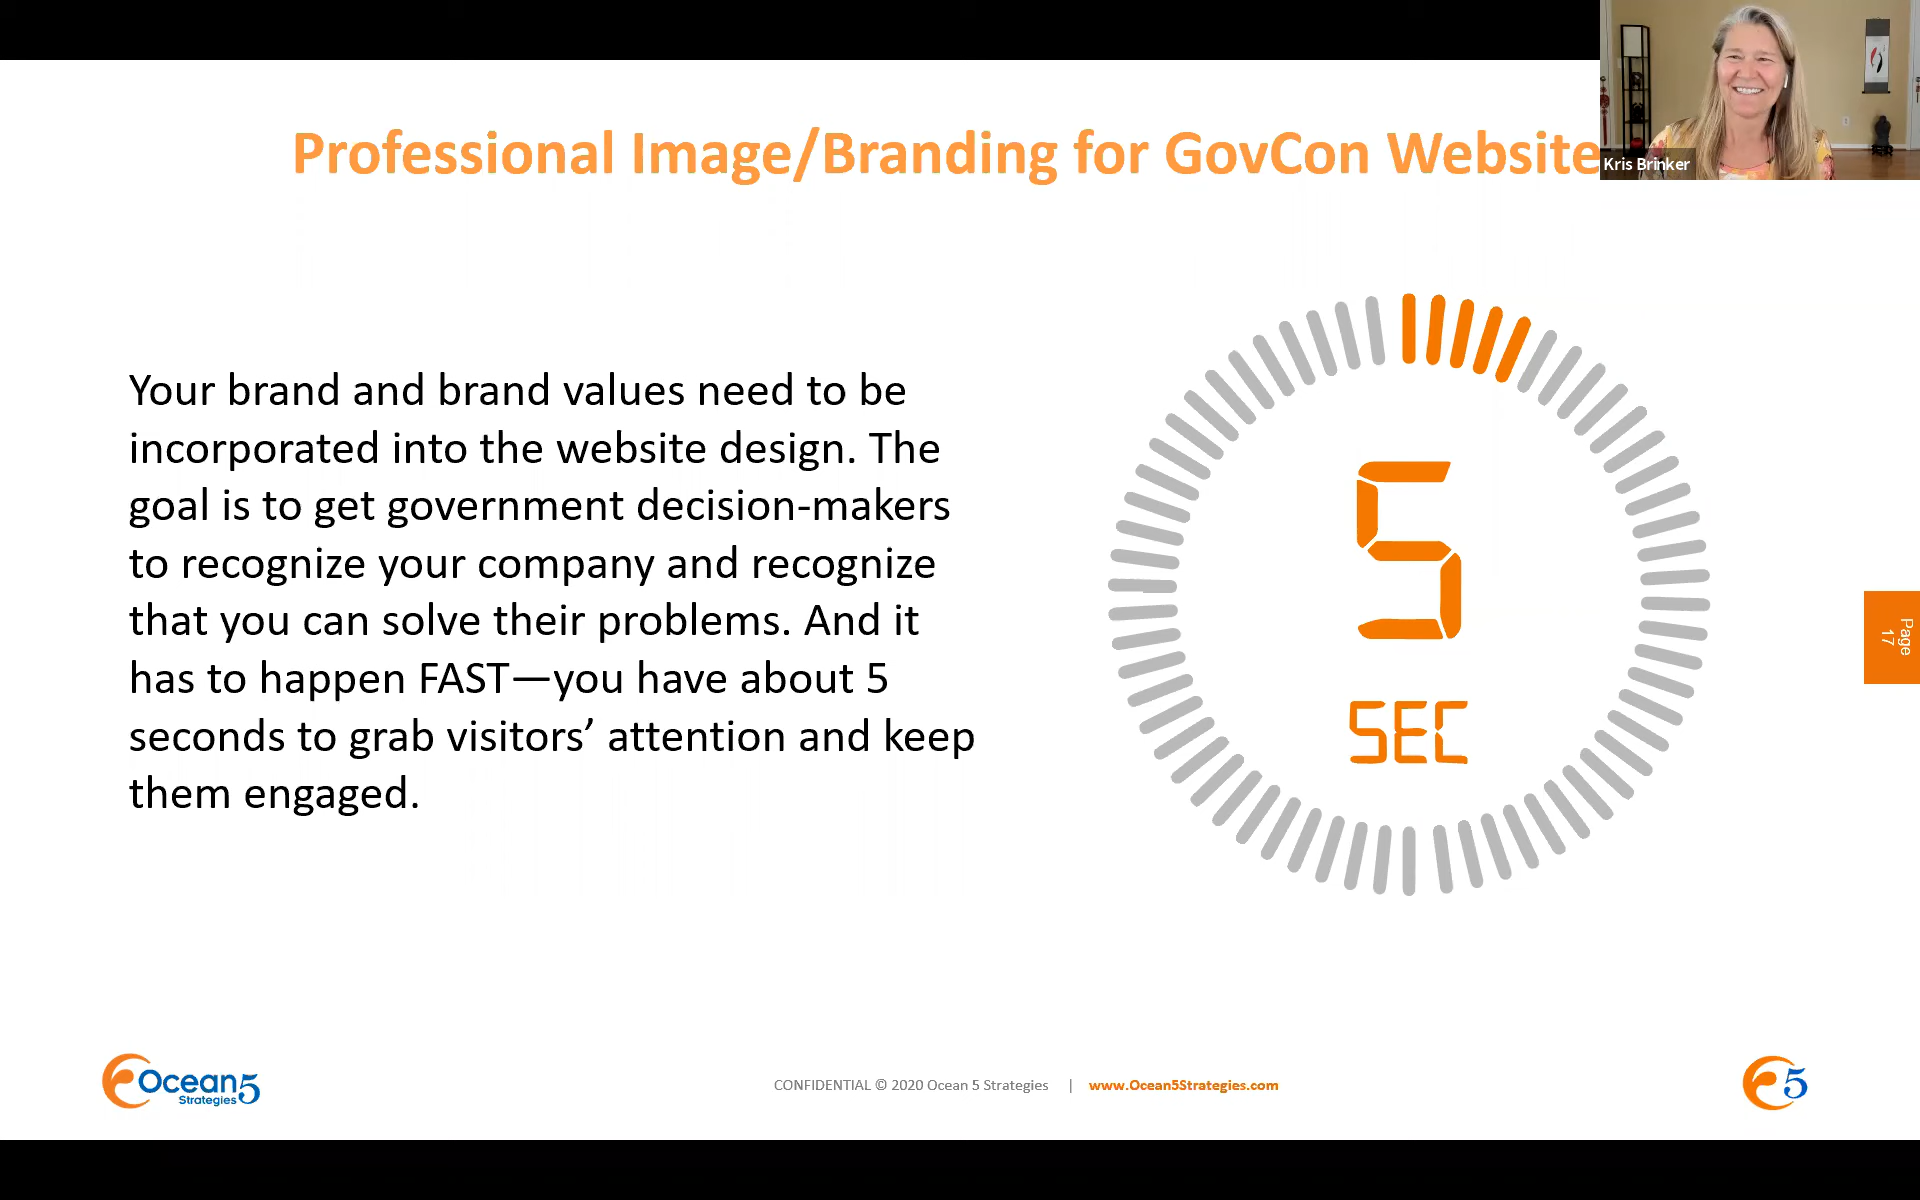 Professional Image/Branding for GovCon Website
Kris Brinker
Your brand and brand values need to be
incorporated into the website design. The
goal is to get government decision-makers
to recognize your company and recognize
that you can solve their problems. And it
has to happen FAST—you have about 5
seconds to grab visitors’ attention and keep
them engaged.
5
SEC
Page
17
Ocean5
Strategies
CONFIDENTIAL © 2020 Ocean 5 Strategies | www.Ocean5Strategies.com
5